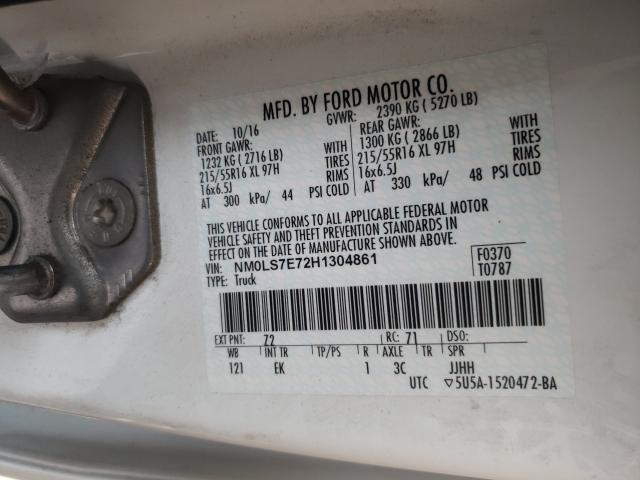 MFD. BY FORD MOTOR CO.
DATE: 10/16 GVWR: 2390 KG ( 5270 LB)
FRONT GAWR: REAR GAWR:
1232 KG ( 2716 LB) WITH 1300 KG ( 2866 LB) WITH
215/55R16 XL 97H TIRES 215/55R16 XL 97H TIRES
16x6.5J RIMS 16x6.5J RIMS
AT 300 kPa/ 44 PSI COLD AT 330 kPa/ 48 PSI COLD
THIS VEHICLE CONFORMS TO ALL APPLICABLE FEDERAL MOTOR
VEHICLE SAFETY AND THEFT PREVENTION STANDARDS IN
EFFECT ON THE DATE OF MANUFACTURE SHOWN ABOVE.
VIN: NM0LS7E72H1304861 F0370
TYPE: Truck T0787
EXT PNT: 72 RC: 71 DSO:
WB INT TR TP/PS R AXLE TR SPR
121 EK 1 3C JJHH
UTC ▽5U5A-1520472-BA